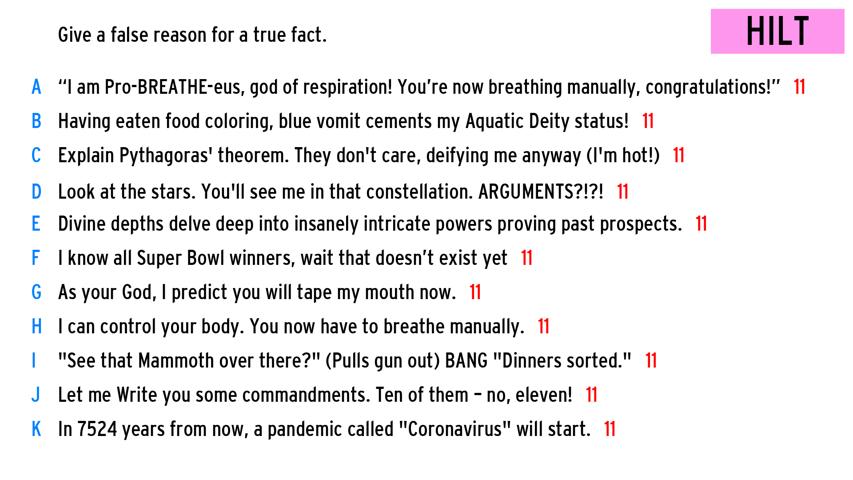 Give a false reason for a true fact.
HILT
A “I am Pro-BREATHE-eus, god of respiration! You’re now breathing manually, congratulations!” 11
B Having eaten food coloring, blue vomit cements my Aquatic Deity status! 11
C Explain Pythagoras' theorem. They don't care, deifying me anyway (I'm hot!) 11
D Look at the stars. You'll see me in that constellation. ARGUMENTS?!?! 11
E Divine depths delve deep into insanely intricate powers proving past prospects. 11
F I know all Super Bowl winners, wait that doesn’t exist yet 11
G As your God, I predict you will tape my mouth now. 11
H I can control your body. You now have to breathe manually. 11
I "See that Mammoth over there?" (Pulls gun out) BANG "Dinners sorted." 11
J Let me Write you some commandments. Ten of them – no, eleven! 11
K In 7524 years from now, a pandemic called "Coronavirus" will start. 11